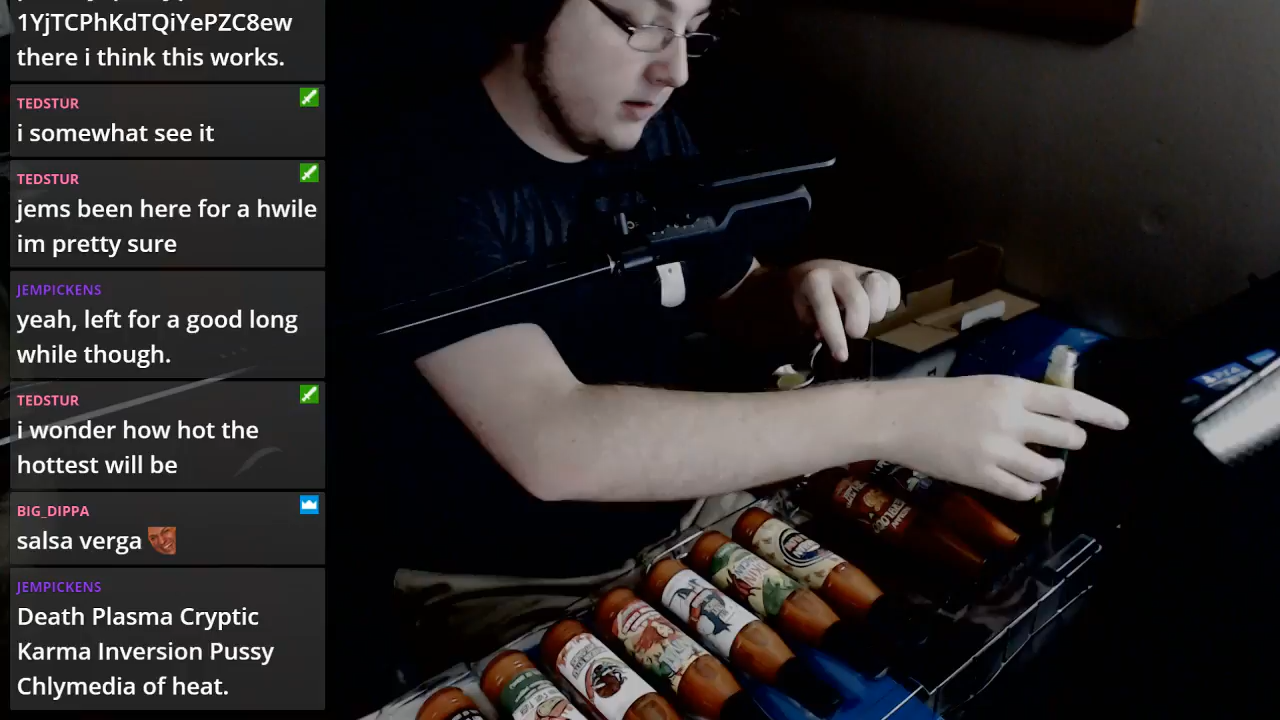 1YjTCPhKdTQiYePZC8ew
there i think this works.
TEDSTUR
i somewhat see it
TEDSTUR
jems been here for a hwile
im pretty sure
JEMPICKENS
yeah, left for a good long
while though.
TEDSTUR
i wonder how hot the
hottest will be
BIG_DIPPA
salsa verga
JEMPICKENS
Death Plasma Cryptic
Karma Inversion Pussy
Chlymedia of heat.